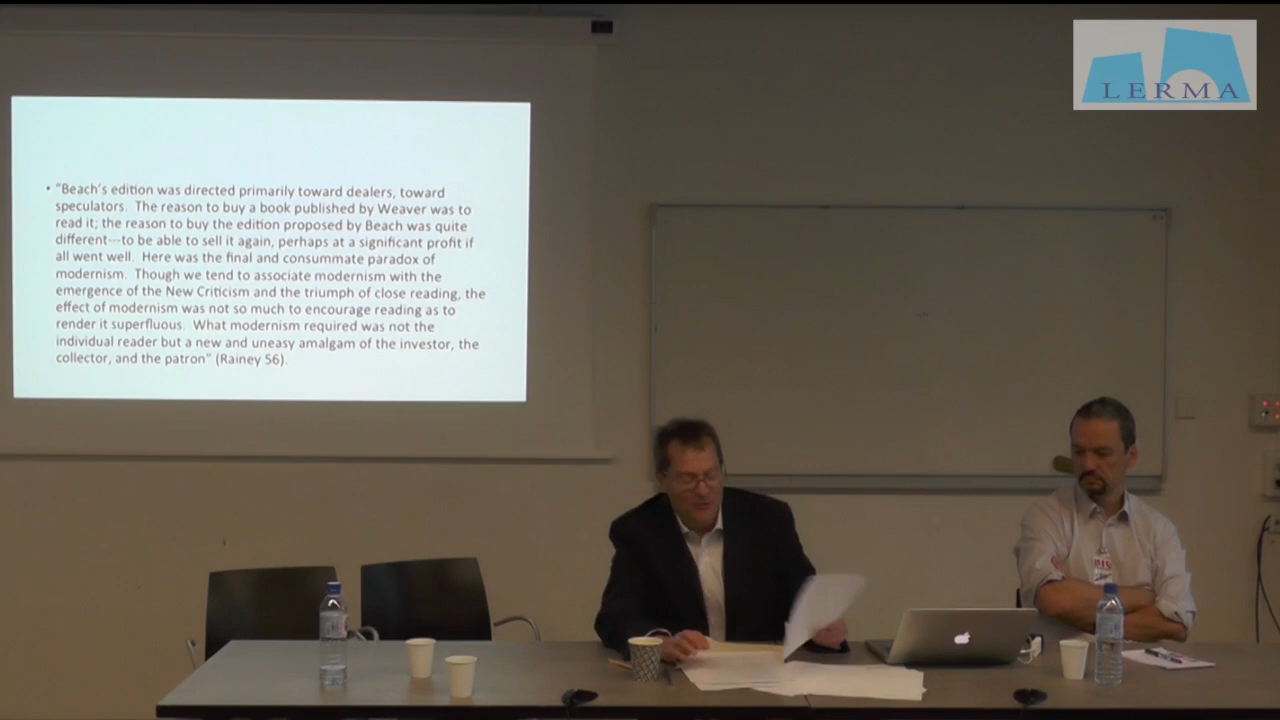 LERMA
• “Beach's edition was directed primarily toward dealers, toward
speculators. The reason to buy a book published by Weaver was to
read it; the reason to buy the edition proposed by Beach was quite
different---to be able to sell it again, perhaps at a significant profit if
all went well. Here was the final and consummate paradox of
modernism. Though we tend to associate modernism with the
emergence of the New Criticism and the triumph of close reading, the
effect of modernism was not so much to encourage reading as to
render it superfluous. What modernism required was not the
individual reader but a new and uneasy amalgam of the investor, the
collector, and the patron” (Rainey 56).